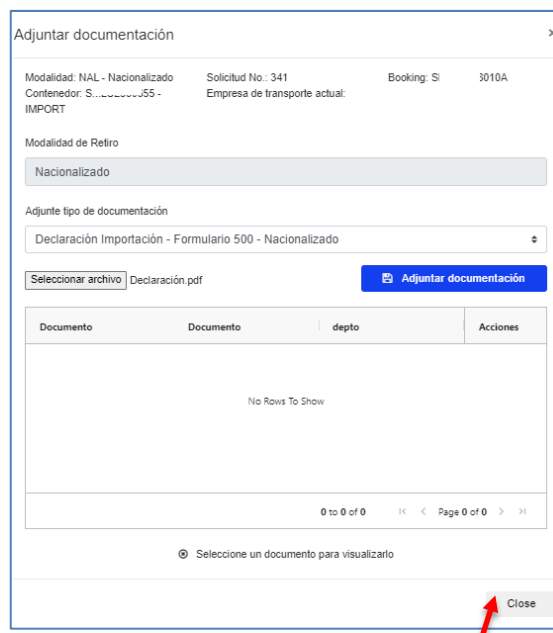 Adjuntar documentación
Modalidad: NAL - Nacionalizado Solicitud No.: 341 Booking: S 3010A
Contenedor: S 55 - Empresa de transporte actual:
IMPORT
Modalidad de Retiro
Nacionalizado
Adjunte tipo de documentación
Declaración Importación - Formulario 500 - Nacionalizado
Seleccionar archivo Declaración.pdf Adjuntar documentación
Documento Documento depto Acciones
No Rows To Show
0 to 0 of 0 Page 0 of 0
Seleccione un documento para visualizarlo
Close